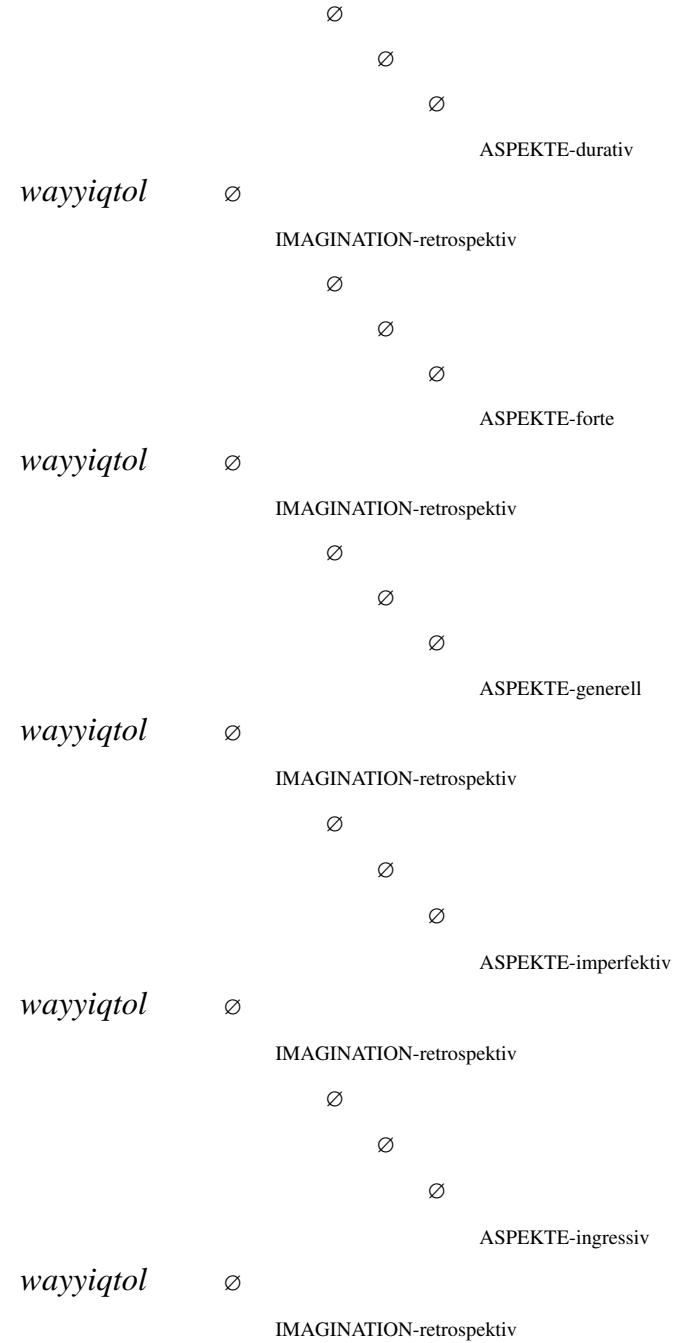 ∅
∅
∅
ASPEKTE-durativ
wayyiqtol ∅
IMAGINATION-retrospektiv
∅
∅
∅
ASPEKTE-forte
wayyiqtol ∅
IMAGINATION-retrospektiv
∅
∅
∅
ASPEKTE-generell
wayyiqtol ∅
IMAGINATION-retrospektiv
∅
∅
∅
ASPEKTE-imperfektiv
wayyiqtol ∅
IMAGINATION-retrospektiv
∅
∅
∅
ASPEKTE-ingressiv
wayyiqtol ∅
IMAGINATION-retrospektiv